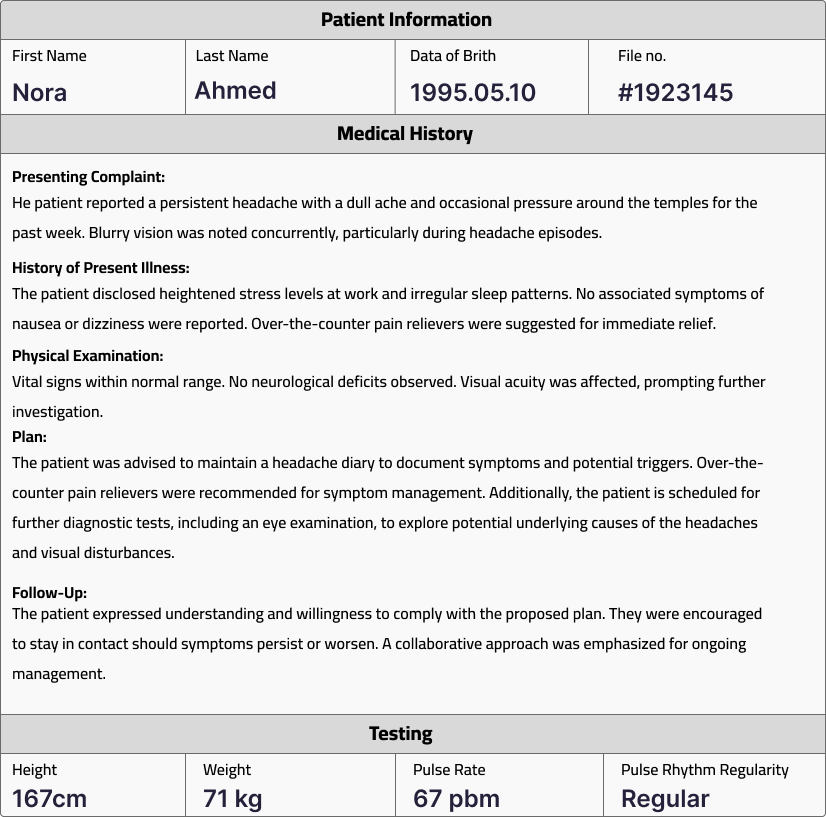 Patient Information
First Name Last Name Data of Brith File no.
Nora Ahmed 1995.05.10 #1923145
Medical History
Presenting Complaint:
He patient reported a persistent headache with a dull ache and occasional pressure around the temples for the
past week. Blurry vision was noted concurrently, particularly during headache episodes.
History of Present Illness:
The patient disclosed heightened stress levels at work and irregular sleep patterns. No associated symptoms of
nausea or dizziness were reported. Over-the-counter pain relievers were suggested for immediate relief.
Physical Examination:
Vital signs within normal range. No neurological deficits observed. Visual acuity was affected, prompting further
investigation.
Plan:
The patient was advised to maintain a headache diary to document symptoms and potential triggers. Over-the-
counter pain relievers were recommended for symptom management. Additionally, the patient is scheduled for
further diagnostic tests, including an eye examination, to explore potential underlying causes of the headaches
and visual disturbances.
Follow-Up:
The patient expressed understanding and willingness to comply with the proposed plan. They were encouraged
to stay in contact should symptoms persist or worsen. A collaborative approach was emphasized for ongoing
management.
Testing
Height Weight Pulse Rate Pulse Rhythm Regularity
167cm 71 kg 67 pbm Regular